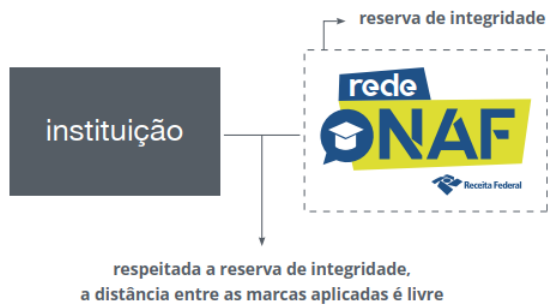 reserva de integridade
instituição
rede
NAF
Receita Federal
respeitada a reserva de integridade,
a distância entre as marcas aplicadas é livre